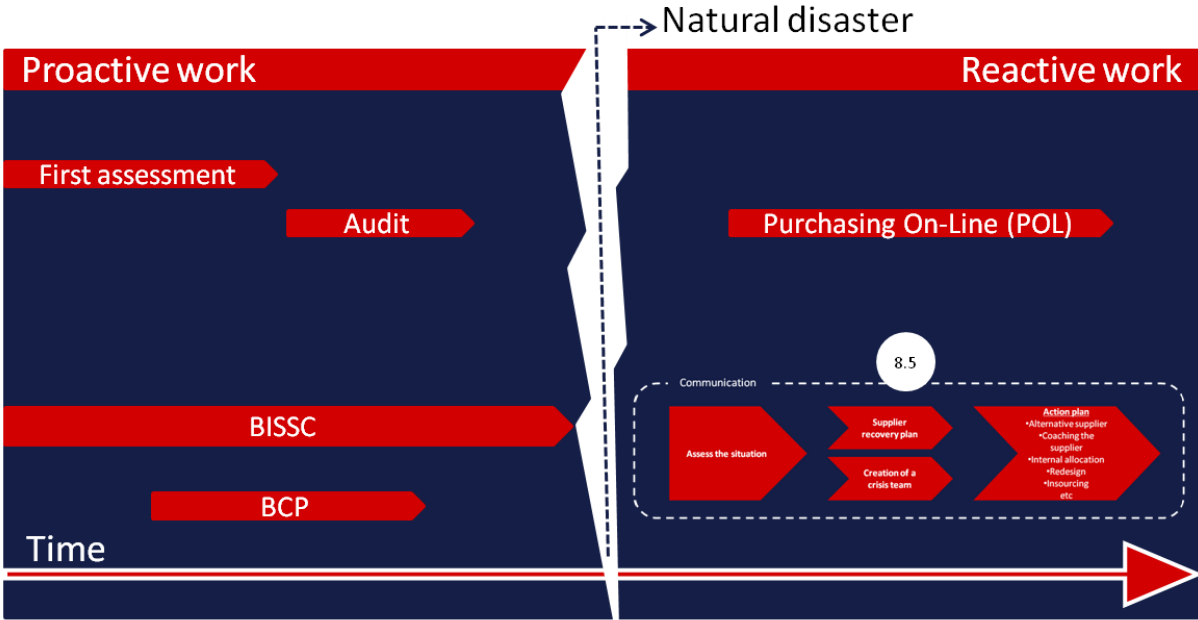 Natural disaster
Proactive work
Reactive work
First assessment
Audit
Purchasing On-Line (POL)
8.5
Communication
BISSC
Assess the situation
Supplier
recovery plan
Creation of a
crisis team
Action plan
•Alternative supplier
•Coaching the
supplier
•Internal allocation
•Redesign
•Insourcing
etc
BCP
Time